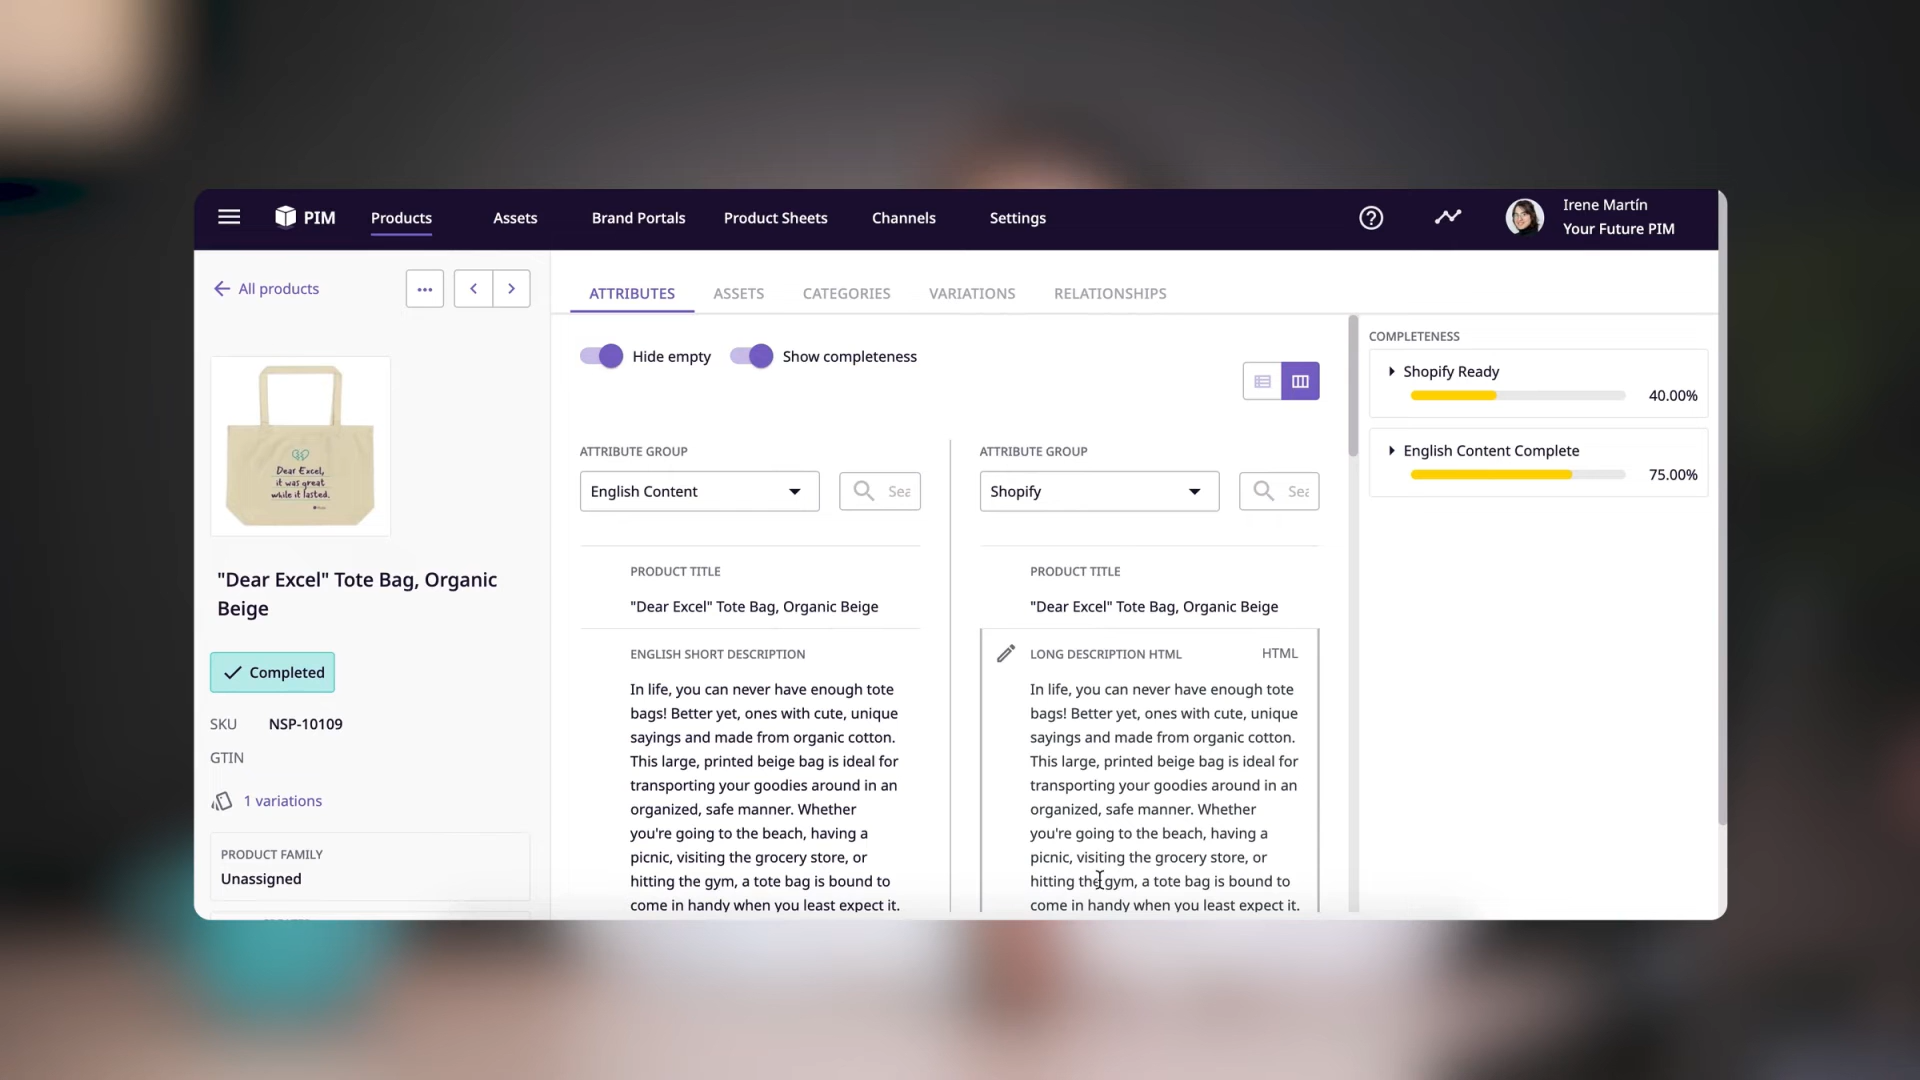 PIM
Products
Assets
Brand Portals
Product Sheets
Channels
Settings
Irene Martín
Your Future PIM
All products
Dear Excel,
it was great
while it lasted.
"Dear Excel" Tote Bag, Organic
Beige
Completed
SKU NSP-10109
GTIN
1 variations
PRODUCT FAMILY
Unassigned
ATTRIBUTES
ASSETS
CATEGORIES
VARIATIONS
RELATIONSHIPS
Hide empty
Show completeness
ATTRIBUTE GROUP
English Content
Sea
PRODUCT TITLE
"Dear Excel" Tote Bag, Organic Beige
ENGLISH SHORT DESCRIPTION
In life, you can never have enough tote
bags! Better yet, ones with cute, unique
sayings and made from organic cotton.
This large, printed beige bag is ideal for
transporting your goodies around in an
organized, safe manner. Whether
you're going to the beach, having a
picnic, visiting the grocery store, or
hitting the gym, a tote bag is bound to
come in handy when you least expect it.
ATTRIBUTE GROUP
Shopify
Sea
PRODUCT TITLE
"Dear Excel" Tote Bag, Organic Beige
LONG DESCRIPTION HTML
HTML
In life, you can never have enough tote
bags! Better yet, ones with cute, unique
sayings and made from organic cotton.
This large, printed beige bag is ideal for
transporting your goodies around in an
organized, safe manner. Whether
you're going to the beach, having a
picnic, visiting the grocery store, or
hitting the gym, a tote bag is bound to
come in handy when you least expect it.
COMPLETENESS
Shopify Ready
40.00%
English Content Complete
75.00%